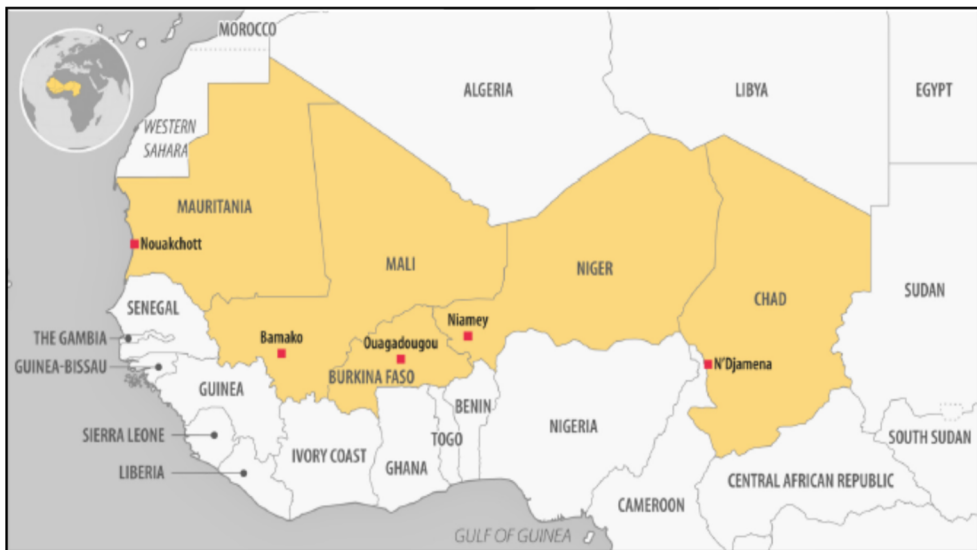 MOROCCO
ALGERIA
LIBYA
EGYPT
WESTERN
SAHARA
MAURITANIA
Nouakchott
MALI
NIGER
CHAD
SUDAN
SENEGAL
THE GAMBIA
GUINEA-BISSAU
Bamako
Ouagadougou
Niamey
N'Djamena
BURKINA FASO
GUINEA
BENIN
NIGERIA
SIERRA LEONE
IVORY COAST
TOGO
GHANA
SOUTH SUDAN
LIBERIA
CENTRAL AFRICAN REPUBLIC
CAMEROON
GULF OF GUINEA